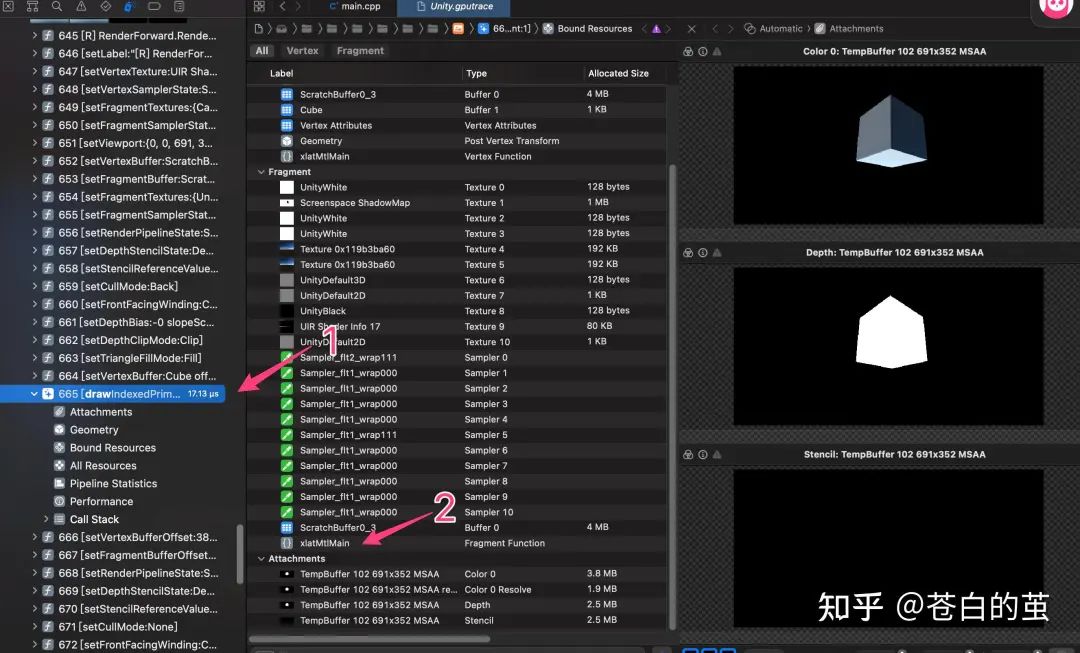 main.cpp
Unity.gputrace
66...nt:1]
Bound Resources
Automatic
Attachments
All
Vertex
Fragment
645 [R] RenderForward.Rende...
646 [setLabel:"[R] RenderFor...
647 [setVertexTexture:UIR Sha...
648 [setVertexSamplerState:S...
649 [setFragmentTextures:{Ca...
650 [setFragmentSamplerStat...
651 [setViewport:{0, 0, 691, 3...
652 [setVertexBuffer:ScratchB...
653 [setFragmentBuffer:Scrat...
654 [setFragmentTextures:{Un...
655 [setFragmentSamplerStat...
656 [setRenderPipelineState:S...
657 [setDepthStencilState:De...
658 [setStencilReferenceValue...
659 [setCullMode:Back]
660 [setFrontFacingWinding:C...
661 [setDepthBias:-0 slopeSc...
662 [setDepthClipMode:Clip]
663 [setTriangleFillMode:Fill]
664 [setVertexBuffer:Cube off...
665 [drawIndexedPrim... 17.13 µs
Attachments
Geometry
Bound Resources
All Resources
Pipeline Statistics
Performance
Call Stack
666 [setVertexBufferOffset:38...
667 [setFragmentBufferOffset...
668 [setRenderPipelineState:S...
669 [setDepthStencilState:De...
670 [setStencilReferenceValue...
671 [setCullMode:None]
672 [setFrontFacingWinding:C...
Label Type Allocated Size
ScratchBuffer0_3 Buffer 0 4 MB
Cube Buffer 1 1 KB
Vertex Attributes Vertex Attributes
Geometry Post Vertex Transform
xlatMtlMain Vertex Function
Fragment
UnityWhite Texture 0 128 bytes
Screenspace ShadowMap Texture 1 1 MB
UnityWhite Texture 2 128 bytes
UnityWhite Texture 3 128 bytes
Texture 0x119b3ba60 Texture 4 192 KB
Texture 0x119b3ba60 Texture 5 192 KB
UnityDefault3D Texture 6 128 bytes
UnityDefault2D Texture 7 1 KB
UnityBlack Texture 8 128 bytes
UIR Shader Info 17 Texture 9 80 KB
UnityDefault2D Texture 10 1 KB
Sampler_flt2_wrap111 Sampler 0
Sampler_flt1_wrap000 Sampler 1
Sampler_flt1_wrap000 Sampler 2
Sampler_flt1_wrap000 Sampler 3
Sampler_flt1_wrap000 Sampler 4
Sampler_flt1_wrap111 Sampler 5
Sampler_flt1_wrap000 Sampler 6
Sampler_flt1_wrap000 Sampler 7
Sampler_flt1_wrap000 Sampler 8
Sampler_flt1_wrap000 Sampler 9
Sampler_flt1_wrap000 Sampler 10
ScratchBuffer0_3 Buffer 0 4 MB
xlatMtlMain Fragment Function
Attachments
TempBuffer 102 691x352 MSAA Color 0 3.8 MB
TempBuffer 102 691x352 MSAA re... Color 0 Resolve 1.9 MB
TempBuffer 102 691x352 MSAA Depth 2.5 MB
TempBuffer 102 691x352 MSAA Stencil 2.5 MB
1
2
Color 0: TempBuffer 102 691x352 MSAA
Depth: TempBuffer 102 691x352 MSAA
Stencil: TempBuffer 102 691x352 MSAA
知乎 @苍白的茧